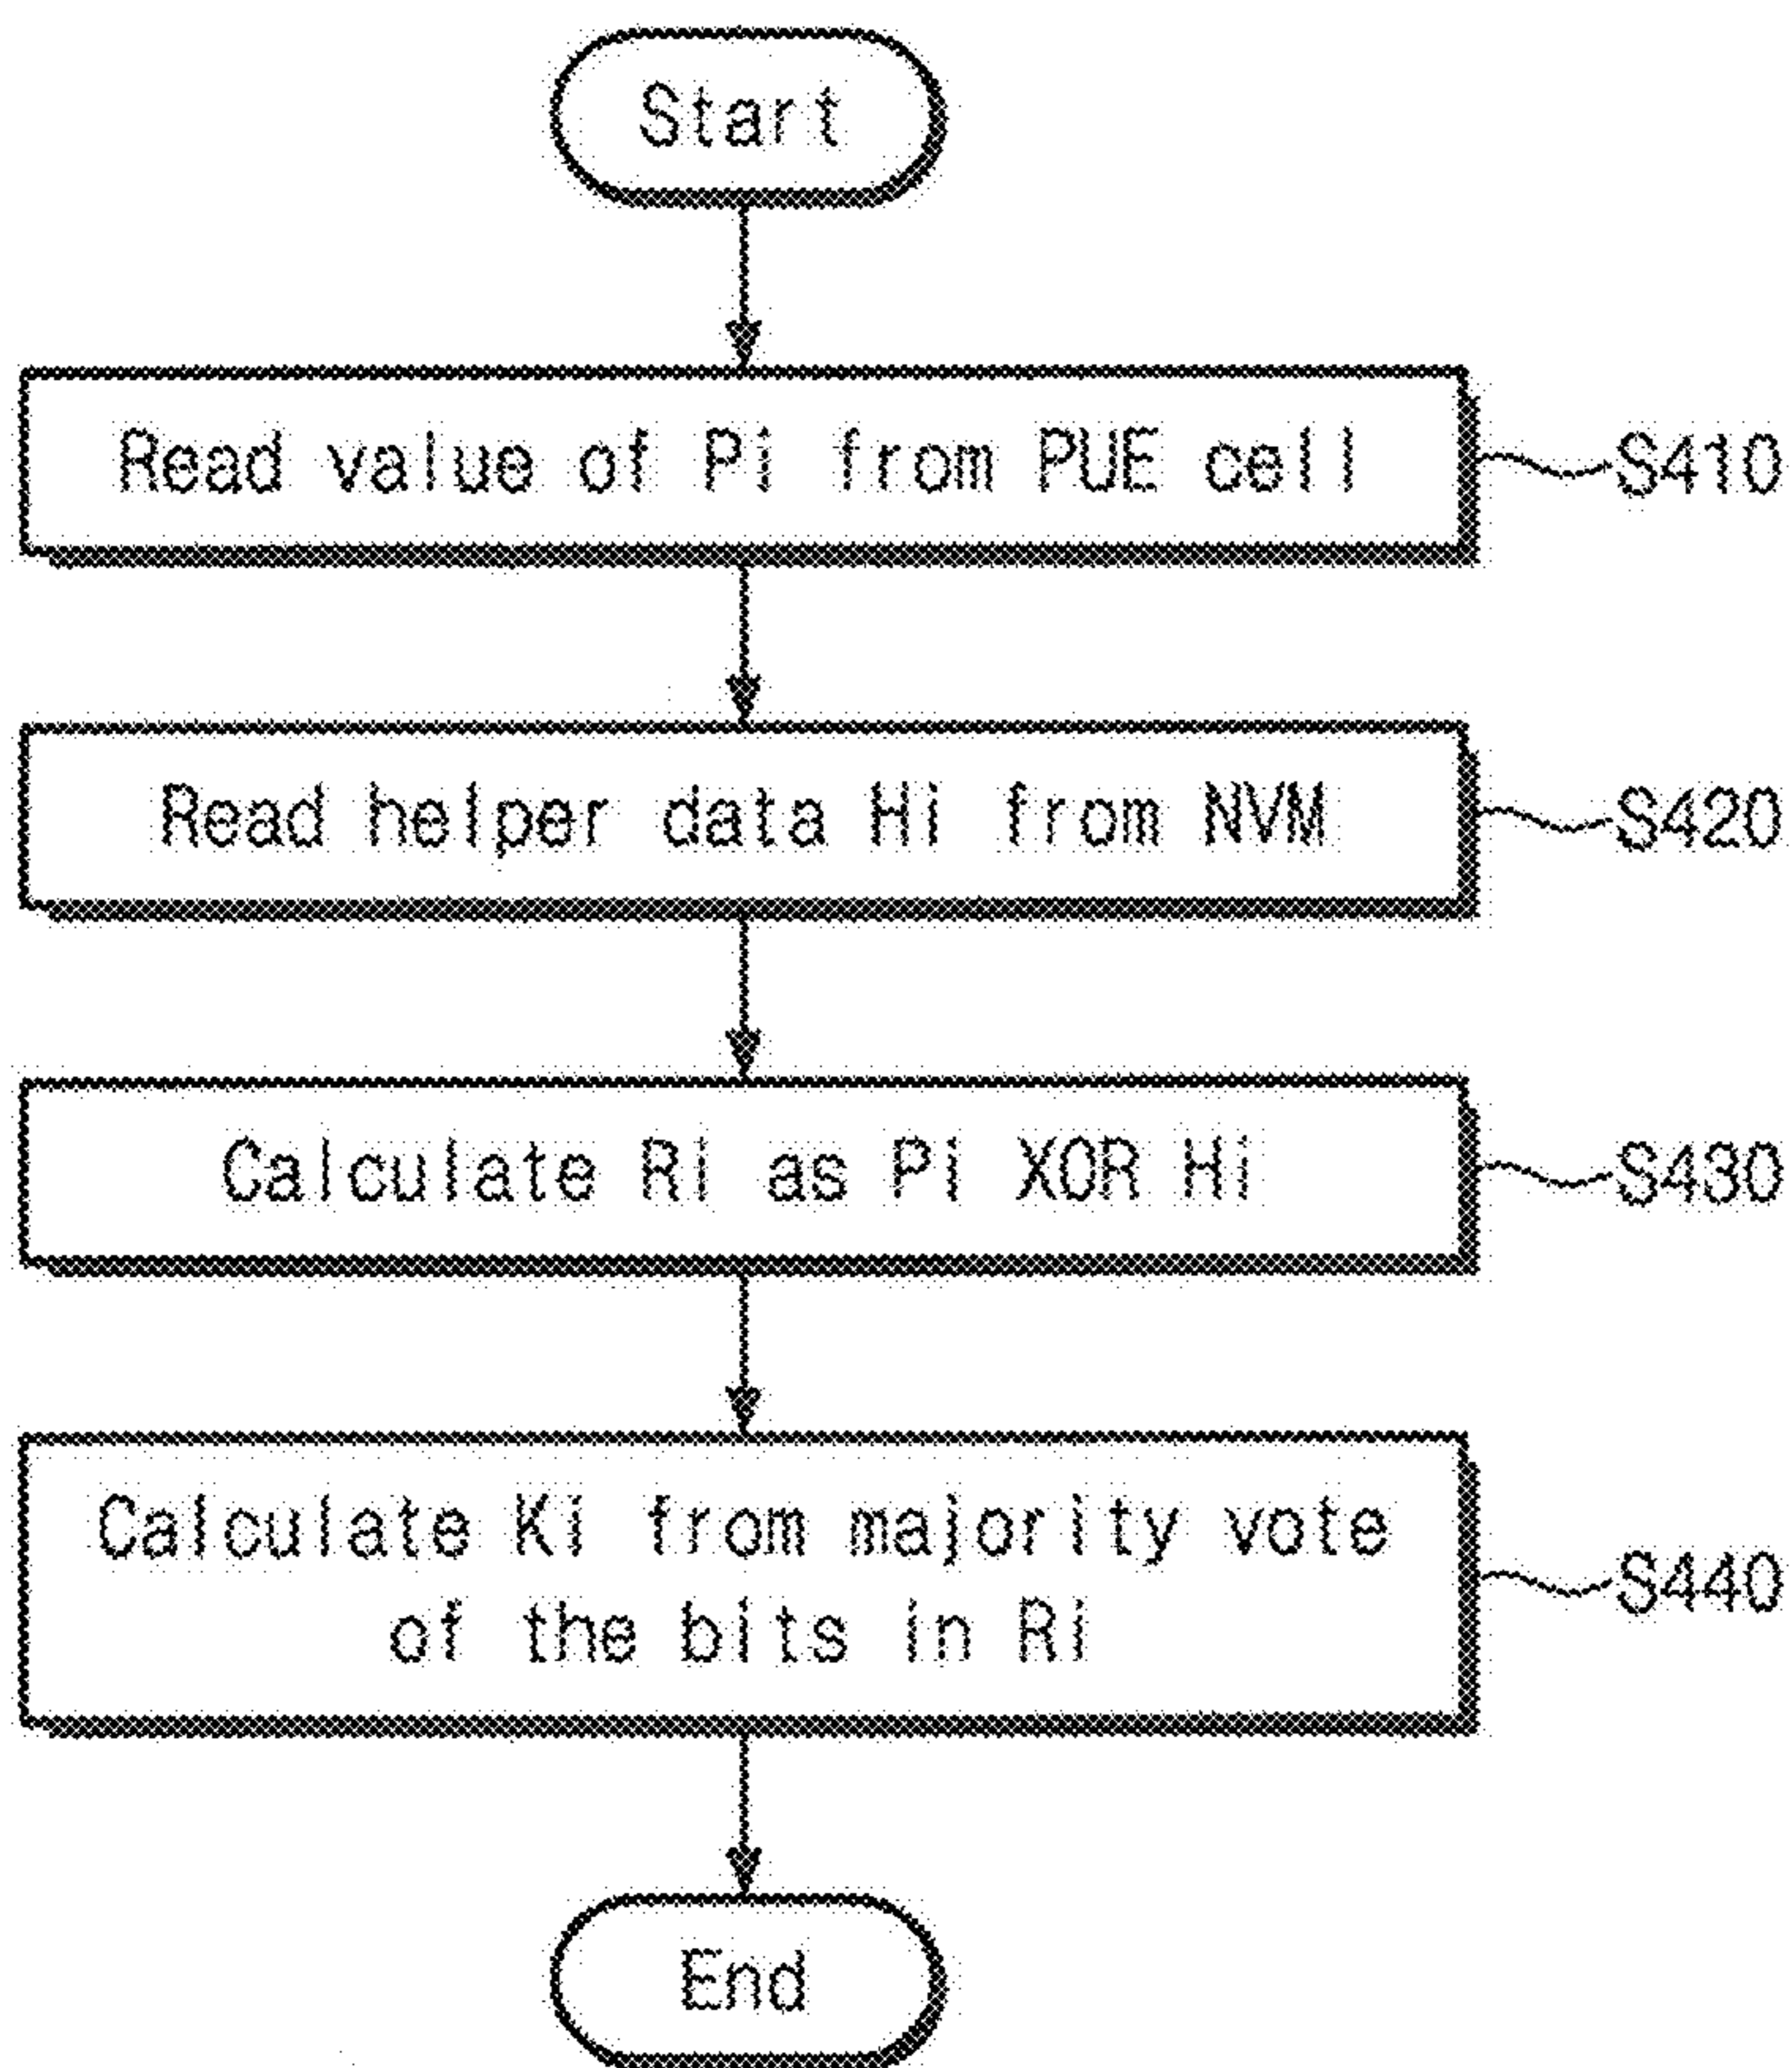 Start
Read value of Pi from PUE cell
S410
Read helper data Hi from NVM
S420
Calculate Ri as Pi XOR Hi
S430
Calculate Ki from majority vote
of the bits in Ri
S440
End